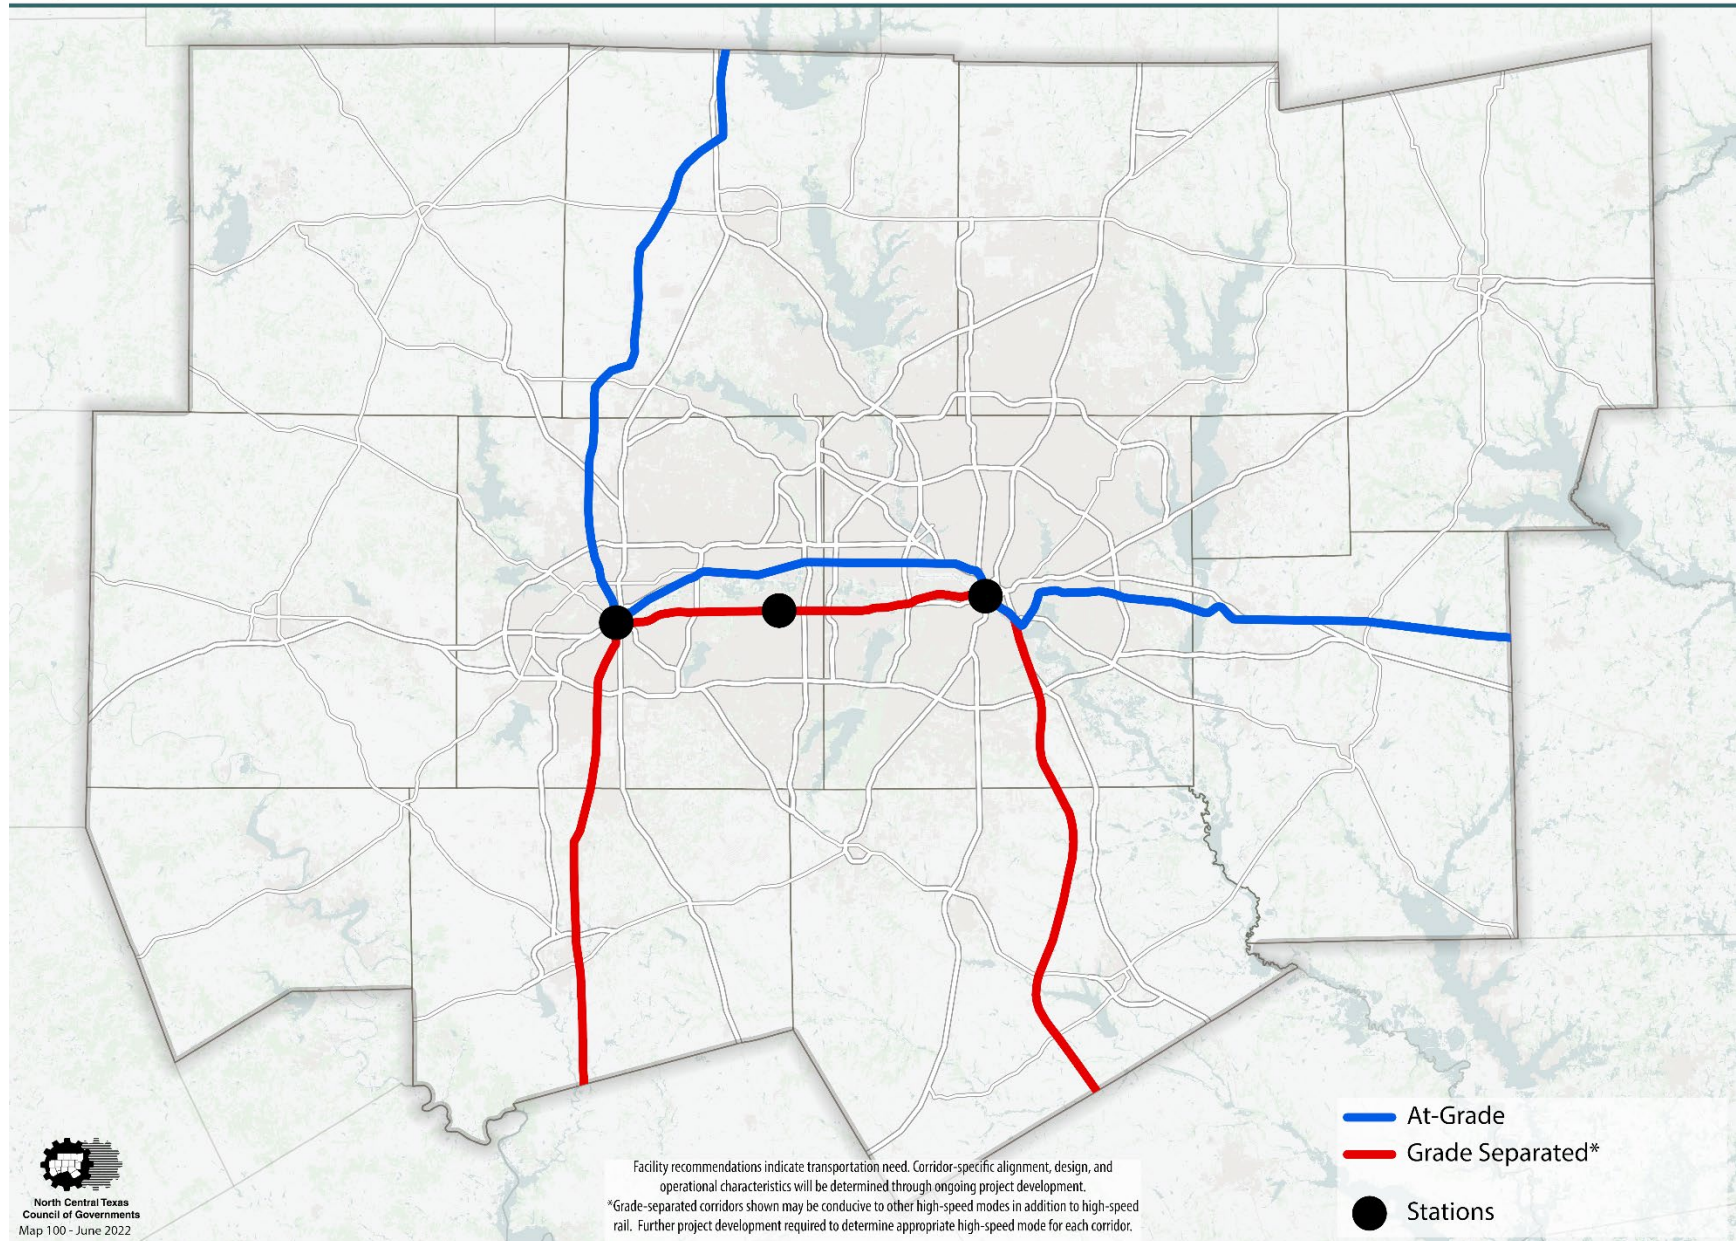 At-Grade
Grade Separated*
Stations
Facility recommendations indicate transportation need. Corridor-specific alignment, design, and
operational characteristics will be determined through ongoing project development.
*Grade-separated corridors shown may be conducive to other high-speed modes in addition to high-speed
rail. Further project development required to determine appropriate high-speed mode for each corridor.
North Central Texas
Council of Governments
Map 100 - June 2022